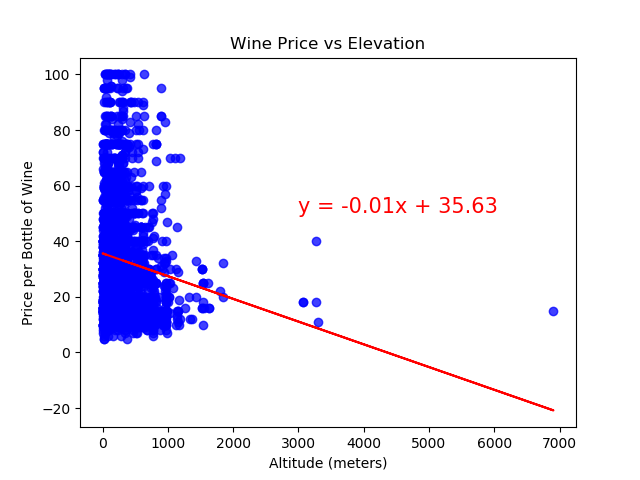 Wine Price vs Elevation
Price per Bottle of Wine
100
80
60
40
20
0
−20
y = -0.01x + 35.63
0 1000 2000 3000 4000 5000 6000 7000
Altitude (meters)